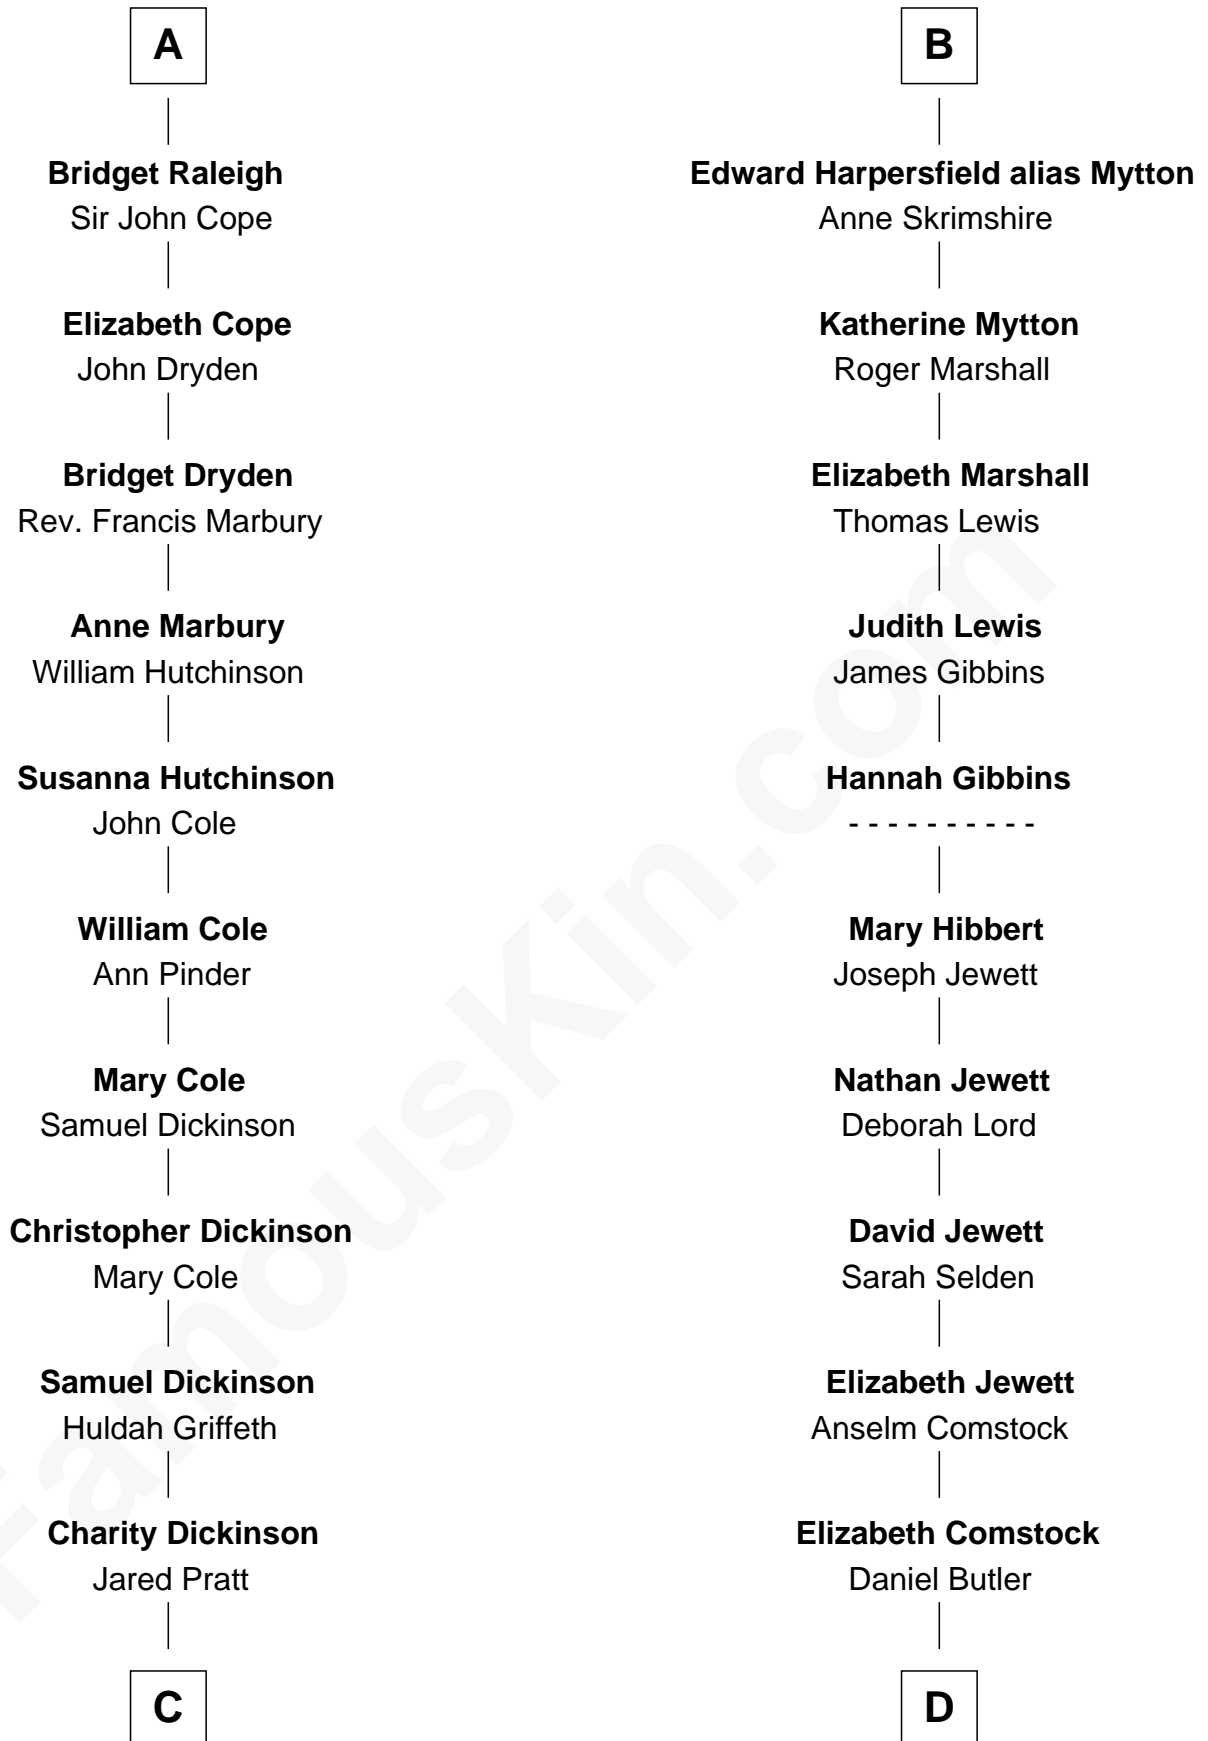 A
Bridget Raleigh
Sir John Cope
Elizabeth Cope
John Dryden
Bridget Dryden
Rev. Francis Marbury
Anne Marbury
William Hutchinson
Susanna Hutchinson
John Cole
William Cole
Ann Pinder
Mary Cole
Samuel Dickinson
Christopher Dickinson
Mary Cole
Samuel Dickinson
Huldah Griffeth
Charity Dickinson
Jared Pratt
C
B
Edward Harpersfield alias Mytton
Anne Skrimshire
Katherine Mytton
Roger Marshall
Elizabeth Marshall
Thomas Lewis
Judith Lewis
James Gibbins
Hannah Gibbins
- - - - - - - - - -
Mary Hibbert
Joseph Jewett
Nathan Jewett
Deborah Lord
David Jewett
Sarah Selden
Elizabeth Jewett
Anselm Comstock
Elizabeth Comstock
Daniel Butler
D
FamousKin.com